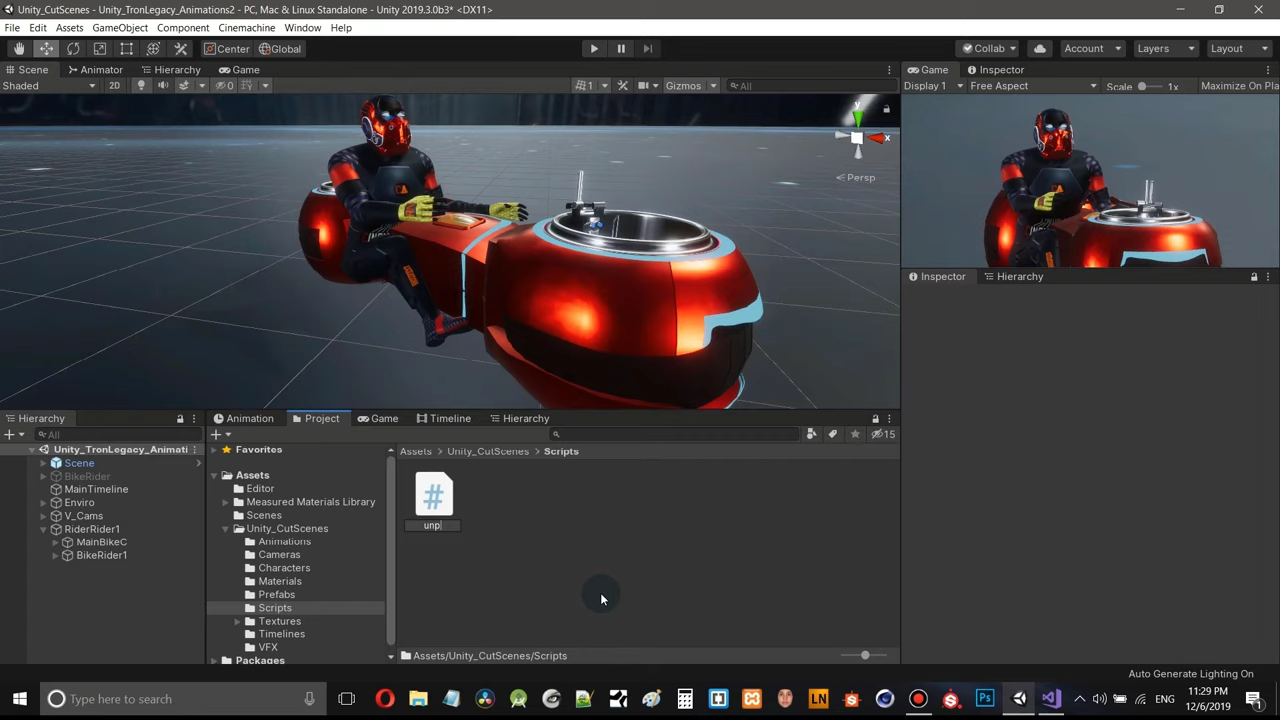 Unity_CutScenes - Unity_TronLegacy_Animations2 - PC, Mac & Linux Standalone - Unity 2019.3.0b3* <DX11>
File Edit Assets GameObject Component Cinemachine Window Help
Center Global Collab Account Layers Layout
Scene Animator Hierarchy Game Game Inspector
Shaded 2D 0 1 Gizmos All Display 1 Free Aspect Scale 1x Maximize On Pla
y
x
Persp
Inspector Hierarchy
Hierarchy Animation Project Game Timeline Hierarchy
All 15
Unity_TronLegacy_Animati Favorites Assets > Unity_CutScenes > Scripts
Scene
BikeRider
MainTimeline
Enviro
V_Cams
RiderRider1
MainBikeC
BikeRider1
Assets
Editor
Measured Materials Library
Scenes
Unity_CutScenes
Animations
Cameras
Characters
Materials
Prefabs
Scripts
Textures
Timelines
VFX
Packages
#
unp
Assets/Unity_CutScenes/Scripts
Auto Generate Lighting On
Type here to search
LN
Ps
ENG
11:29 PM
12/6/2019
1